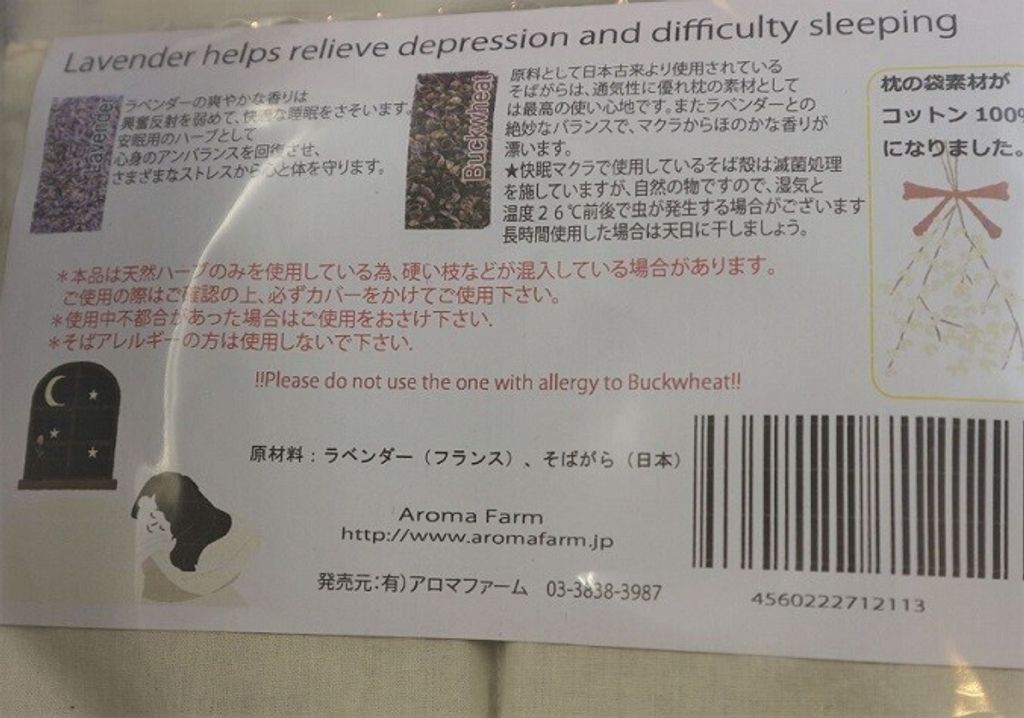 Lavender helps relieve depression and difficulty sleeping
Lavender
ラベンダーの爽やかな香りは
興奮反射を弱めて、快適な睡眠をさそいます。
安眠用のハーブとして
心身のアンバランスを回復させ、
さまざまなストレスから心と体を守ります。
Buckwheat
原料として日本古来より使用されている
そばがらは、通気性に優れ枕の素材として
は最高の使い心地です。またラベンダーとの
絶妙なバランスで、マクラからほのかな香りが
漂います。
★快眠マクラで使用しているそば殻は滅菌処理
を施していますが、自然の物ですので、湿気と
温度26℃前後で虫が発生する場合がございます
長時間使用した場合は天日に干しましょう。
枕の袋素材が
コットン100%
になりました。
*本品は天然ハーブのみを使用している為、硬い枝などが混入している場合があります。
ご使用の際はご確認の上、必ずカバーをかけてご使用下さい。
*使用中不都合があった場合はご使用をおさけ下さい.
*そばアレルギーの方は使用しないで下さい.
!!Please do not use the one with allergy to Buckwheat!!
原材料:ラベンダー(フランス)、そばがら(日本)
Aroma Farm
http://www.aromafarm.jp
発売元:有)アロマファーム 03-3838-3987
4560222712113